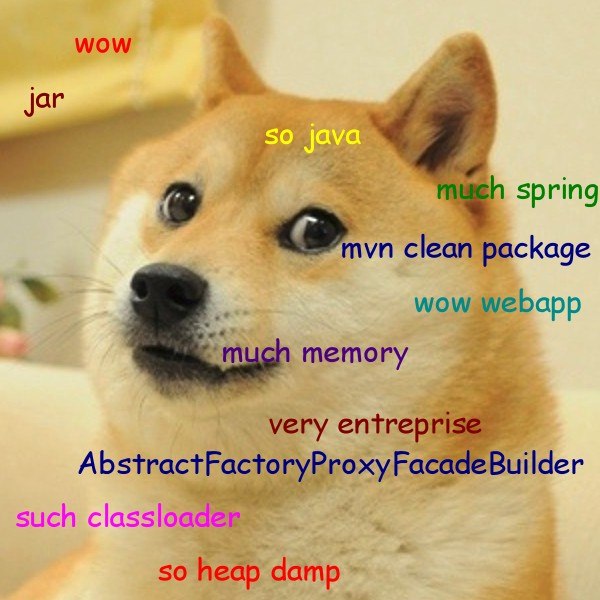 wow
jar
so java
much spring
mvn clean package
wow webapp
much memory
very entreprise
AbstractFactoryProxyFacadeBuilder
such classloader
so heap damp